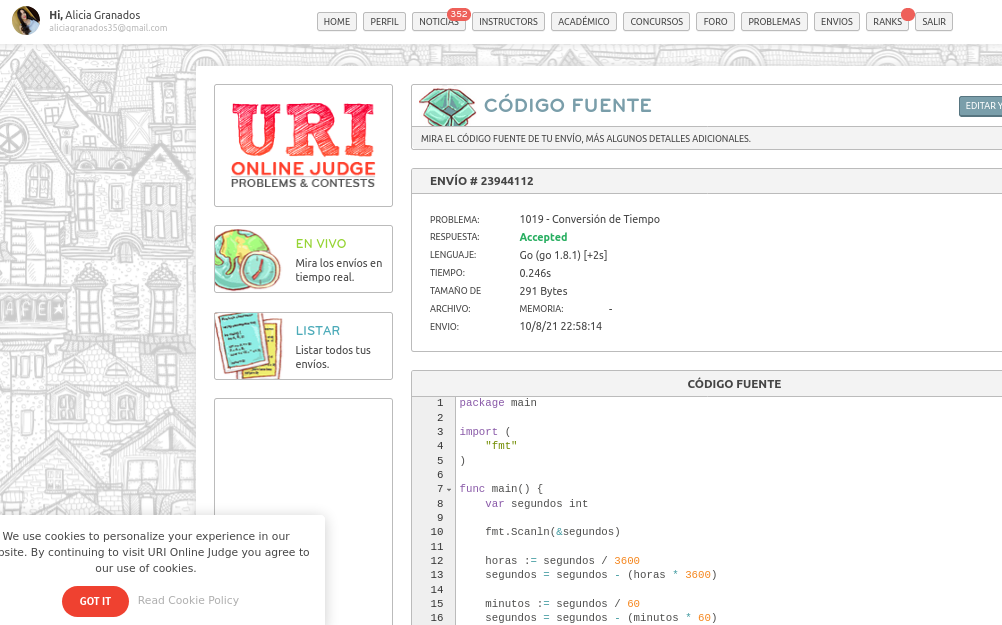 Hi, Alicia Granados
aliciagranados35@gmail.com
HOME PERFIL NOTICIAS 352 INSTRUCTORS ACADÉMICO CONCURSOS FORO PROBLEMAS ENVIOS RANKS SALIR
URI
ONLINE JUDGE
PROBLEMS & CONTESTS
EN VIVO
Mira los envíos en
tiempo real.
LISTAR
Listar todos tus
envíos.
CÓDIGO FUENTE
EDITAR Y
MIRA EL CÓDIGO FUENTE DE TU ENVÍO, MÁS ALGUNOS DETALLES ADICIONALES.
ENVÍO # 23944112
PROBLEMA: 1019 - Conversión de Tiempo
RESPUESTA: Accepted
LENGUAJE: Go (go 1.8.1) [+2s]
TIEMPO: 0.246s
TAMAÑO DE 291 Bytes
ARCHIVO: MEMORIA: -
ENVIO: 10/8/21 22:58:14
CÓDIGO FUENTE
1 package main
2
3 import (
4 "fmt"
5 )
6
7 func main() {
8 var segundos int
9
10 fmt.Scanln(&segundos)
11
12 horas := segundos / 3600
13 segundos = segundos - (horas * 3600)
14
15 minutos := segundos / 60
16 segundos = segundos - (minutos * 60)
We use cookies to personalize your experience in our
bsite. By continuing to visit URI Online Judge you agree to
our use of cookies.
GOT IT Read Cookie Policy
AFE